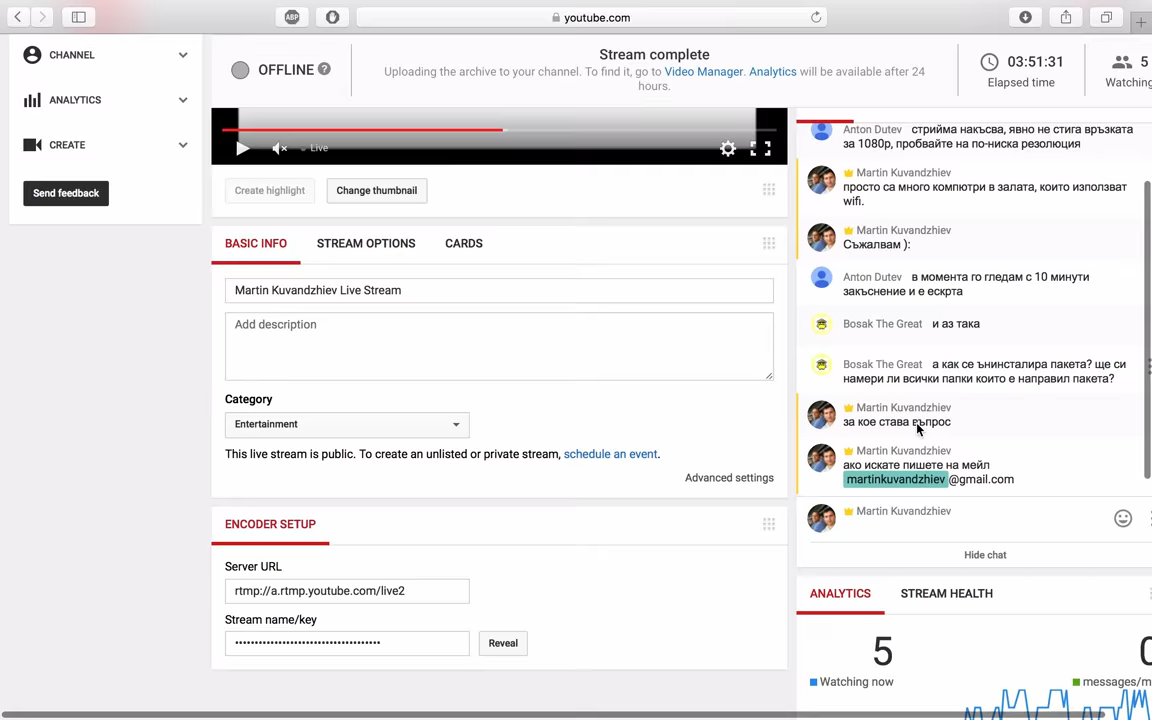 ABP
youtube.com
CHANNEL
ANALYTICS
CREATE
Send feedback
OFFLINE ?
Stream complete
Uploading the archive to your channel. To find it, go to Video Manager. Analytics will be available after 24
hours.
03:51:31
Elapsed time
5
Watching
Live
Create highlight
Change thumbnail
BASIC INFO
STREAM OPTIONS
CARDS
Martin Kuvandzhiev Live Stream
Add description
Category
Entertainment
This live stream is public. To create an unlisted or private stream, schedule an event.
Advanced settings
ENCODER SETUP
Server URL
rtmp://a.rtmp.youtube.com/live2
Stream name/key
••••••••••••••••••••••••••••••••••••
Reveal
Anton Dutev стрийма накъсва, явно не стига връзката
за 1080p, пробвайте на по-ниска резолюция
Martin Kuvandzhiev
просто са много компютри в залата, които използват
wifi.
Martin Kuvandzhiev
Съжалвам ):
Anton Dutev в момента го гледам с 10 минути
закъснение и е ескрта
Bosak The Great и аз така
Bosak The Great а как се ънинсталира пакета? ще си
намери ли всички папки които е направил пакета?
Martin Kuvandzhiev
за кое става въпрос
Martin Kuvandzhiev
ако искате пишете на мейл
martinkuvandzhiev@gmail.com
Martin Kuvandzhiev
Hide chat
ANALYTICS
STREAM HEALTH
5
Watching now
0
messages/m